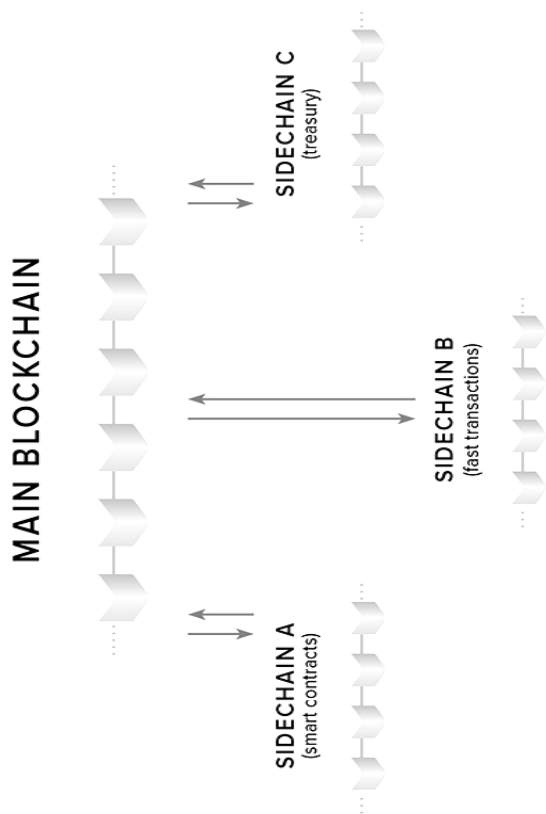 MAIN BLOCKCHAIN
SIDECHAIN A
(smart contracts)
SIDECHAIN B
(fast transactions)
SIDECHAIN C
(treasury)